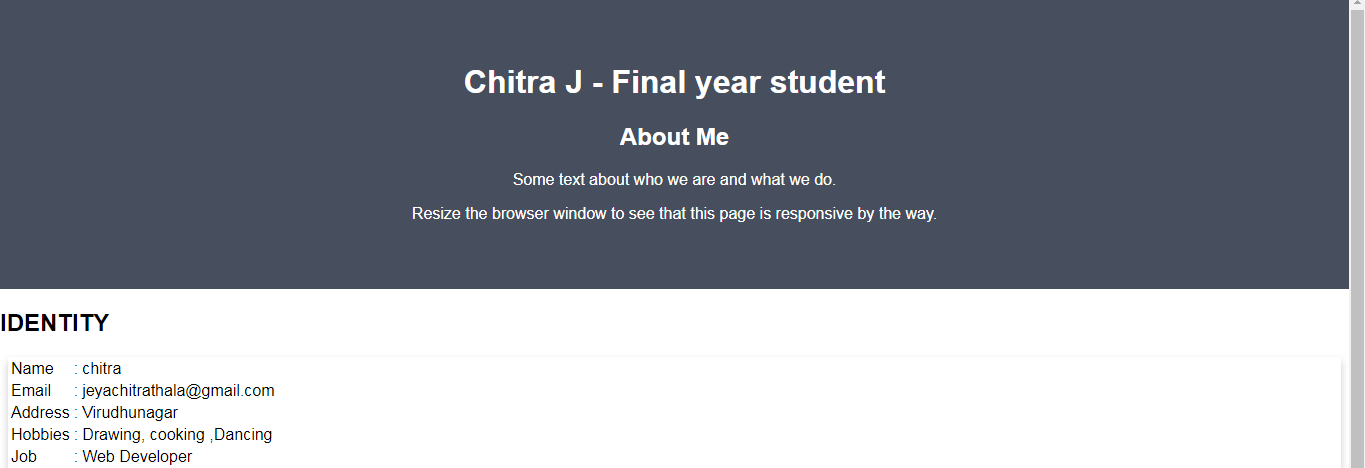 Chitra J - Final year student
About Me
Some text about who we are and what we do.
Resize the browser window to see that this page is responsive by the way.
IDENTITY
Name : chitra
Email : jeyachitrathala@gmail.com
Address : Virudhunagar
Hobbies : Drawing, cooking ,Dancing
Job : Web Developer